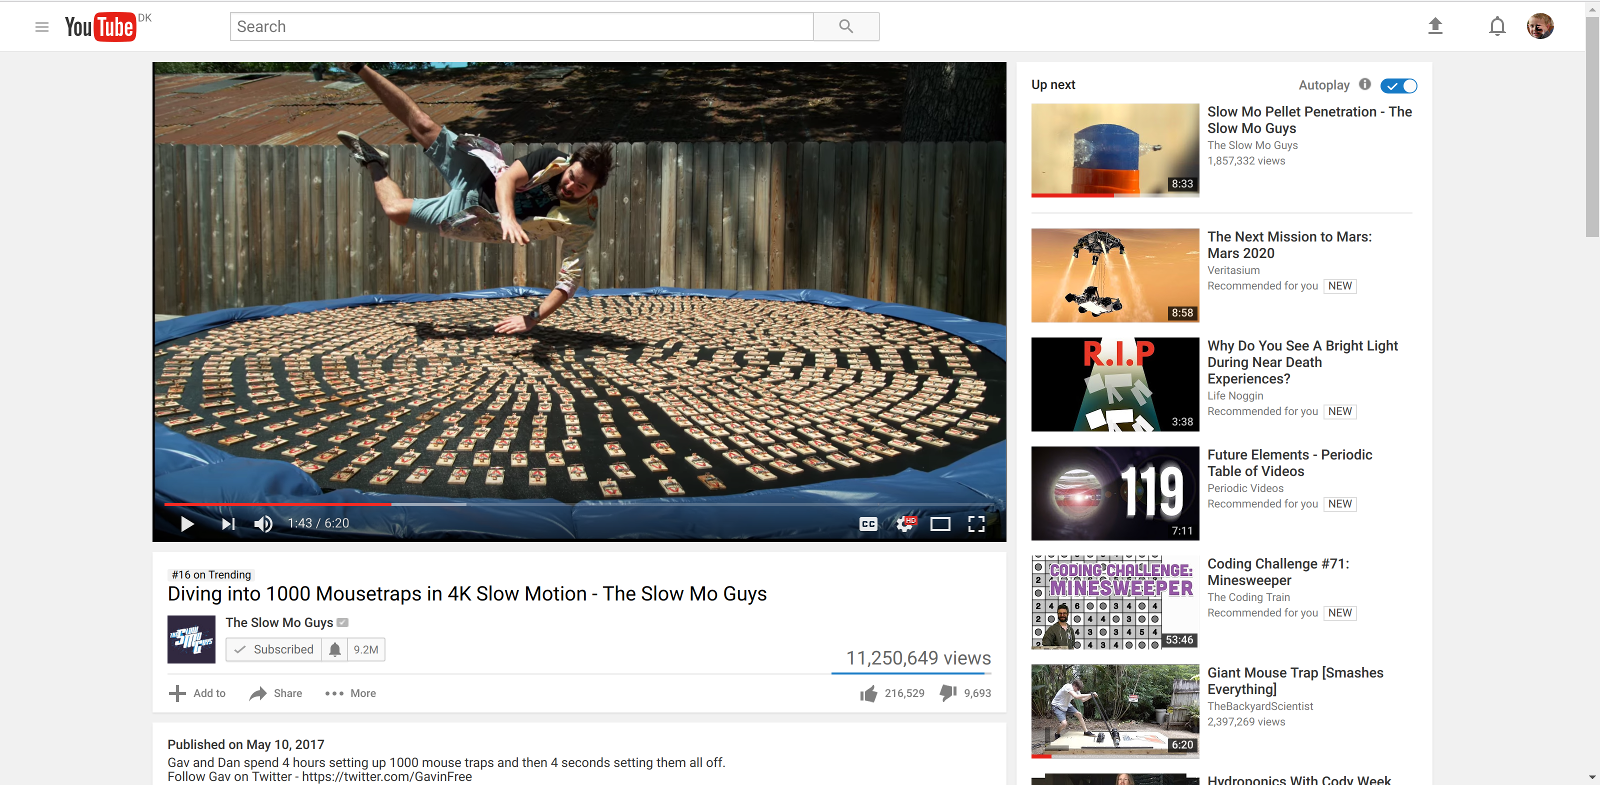 YouTube DK
Search
Up next
Autoplay
Slow Mo Pellet Penetration - The
Slow Mo Guys
The Slow Mo Guys
1,857,332 views
8:33
The Next Mission to Mars:
Mars 2020
Veritasium
Recommended for you NEW
8:58
R.I.P
Why Do You See A Bright Light
During Near Death
Experiences?
Life Noggin
Recommended for you NEW
3:38
119
Future Elements - Periodic
Table of Videos
Periodic Videos
Recommended for you NEW
7:11
CODING CHALLENGE:
MINESWEEPER
Coding Challenge #71:
Minesweeper
The Coding Train
Recommended for you NEW
53:46
Giant Mouse Trap [Smashes
Everything]
TheBackyardScientist
2,397,269 views
6:20
Hydroponics With Cody Week
1:43 / 6:20
CC
HD
#16 on Trending
Diving into 1000 Mousetraps in 4K Slow Motion - The Slow Mo Guys
The Slow Mo Guys
Subscribed 9.2M
11,250,649 views
Add to Share More 216,529 9,693
Published on May 10, 2017
Gav and Dan spend 4 hours setting up 1000 mouse traps and then 4 seconds setting them all off.
Follow Gav on Twitter - https://twitter.com/GavinFree